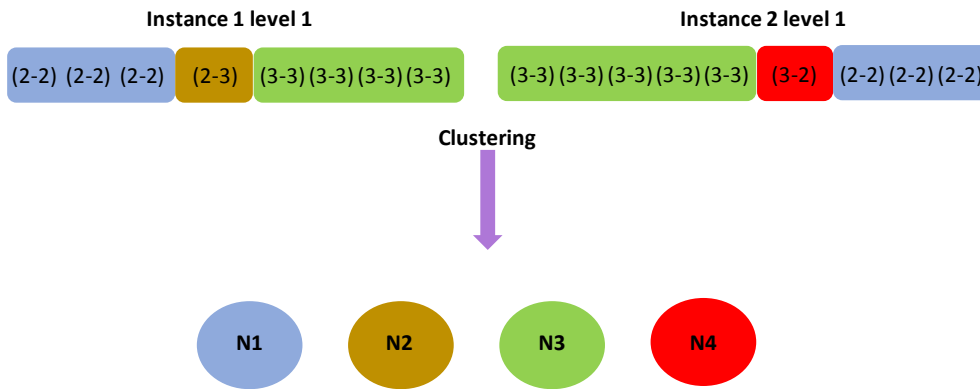 Instance 1 level 1
Instance 2 level 1
(2-2) (2-2) (2-2) (2-3) (3-3) (3-3) (3-3) (3-3)
(3-3) (3-3) (3-3) (3-3) (3-3) (3-2) (2-2) (2-2) (2-2)
Clustering
N1 N2 N3 N4